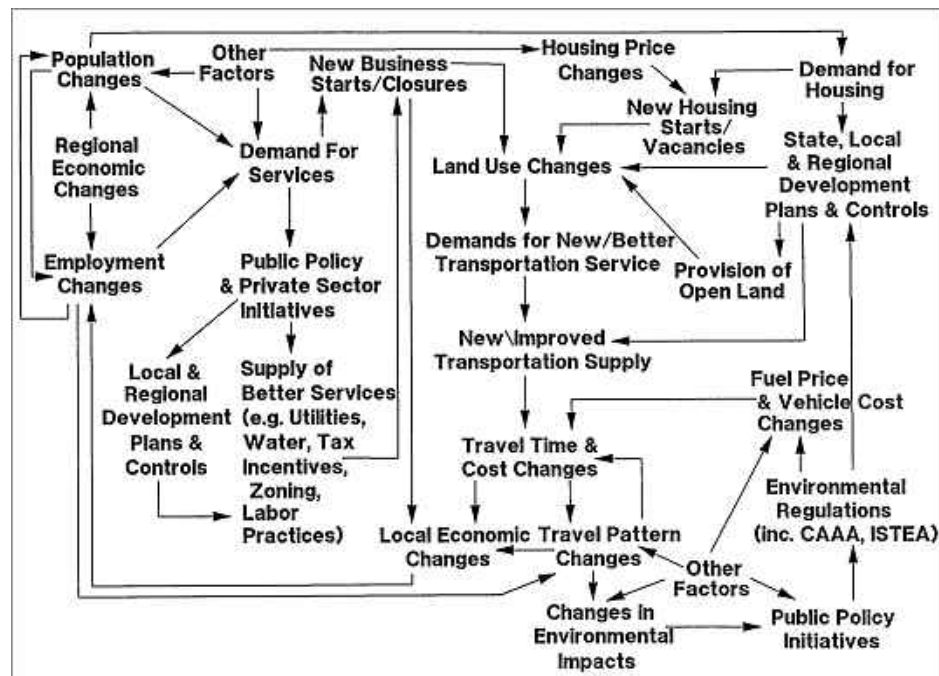 Population
Changes
Other
Factors
New Business
Starts/Closures
Housing Price
Changes
Demand for
Housing
New Housing
Starts/
Vacancies
Regional
Economic
Changes
Demand For
Services
Land Use Changes
State, Local
& Regional
Development
Plans & Controls
Employment
Changes
Public Policy
& Private Sector
Initiatives
Demands for New/Better
Transportation Service
Provision of
Open Land
New\Improved
Transportation Supply
Local &
Regional
Development
Plans &
Controls
Supply of
Better Services
(e.g. Utilities,
Water, Tax
Incentives,
Zoning,
Labor
Practices)
Fuel Price
& Vehicle Cost
Changes
Travel Time &
Cost Changes
Environmental
Regulations
(inc. CAAA, ISTEA)
Local Economic
Changes
Travel Pattern
Changes
Other
Factors
Changes in
Environmental
Impacts
Public Policy
Initiatives